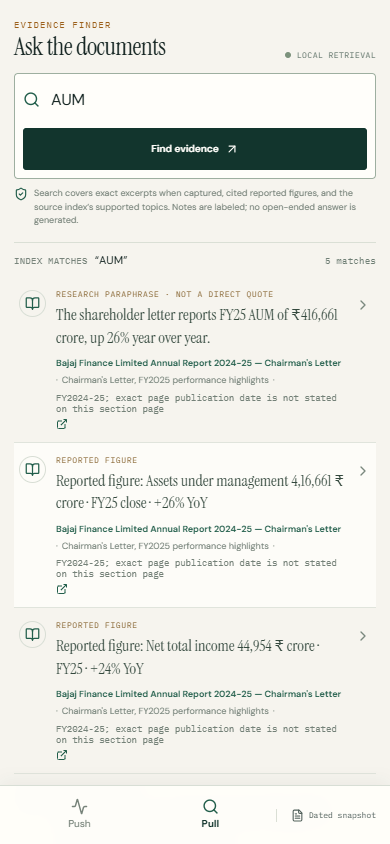 EVIDENCE FINDER
Ask the documents
LOCAL RETRIEVAL
AUM
Find evidence
Search covers exact excerpts when captured, cited reported figures, and the
source index's supported topics. Notes are labeled; no open-ended answer is
generated.
INDEX MATCHES “AUM”
5 matches
RESEARCH PARAPHRASE · NOT A DIRECT QUOTE
The shareholder letter reports FY25 AUM of ₹416,661
crore, up 26% year over year.
Bajaj Finance Limited Annual Report 2024-25 — Chairman's Letter
· Chairman's Letter, FY2025 performance highlights ·
FY2024-25; exact page publication date is not stated
on this section page
REPORTED FIGURE
Reported figure: Assets under management 4,16,661 ₹
crore · FY25 close · +26% YoY
Bajaj Finance Limited Annual Report 2024-25 — Chairman's Letter
· Chairman's Letter, FY2025 performance highlights ·
FY2024-25; exact page publication date is not stated
on this section page
REPORTED FIGURE
Reported figure: Net total income 44,954 ₹ crore ·
FY25 · +24% YoY
Bajaj Finance Limited Annual Report 2024-25 — Chairman's Letter
· Chairman's Letter, FY2025 performance highlights ·
FY2024-25; exact page publication date is not stated
on this section page
Push
Pull
Dated snapshot